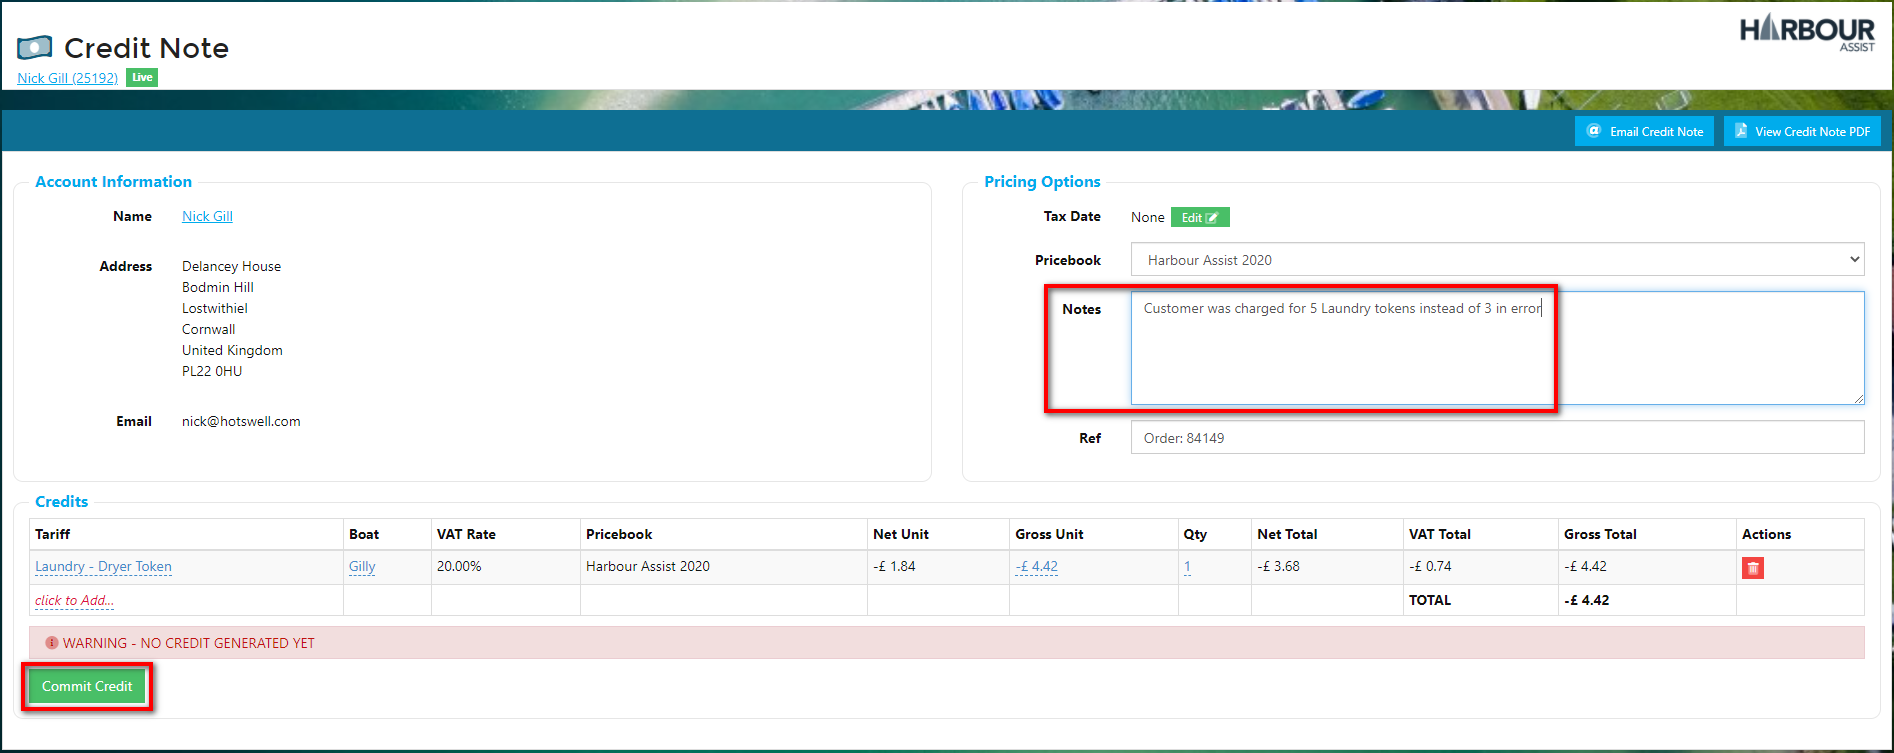 HARBOUR
ASSIST
Credit Note
Nick Gill (25192) Live
Email Credit Note View Credit Note PDF
Account Information
Name Nick Gill
Address Delancey House
Bodmin Hill
Lostwithiel
Cornwall
United Kingdom
PL22 0HU
Email nick@hotswell.com
Pricing Options
Tax Date None Edit
Pricebook Harbour Assist 2020
Notes Customer was charged for 5 Laundry tokens instead of 3 in error
Ref Order: 84149
Credits
Tariff Boat VAT Rate Pricebook Net Unit Gross Unit Qty Net Total VAT Total Gross Total Actions
Laundry - Dryer Token Gilly 20.00% Harbour Assist 2020 -£ 1.84 -£ 4.42 1 -£ 3.68 -£ 0.74 -£ 4.42
click to Add... TOTAL -£ 4.42
WARNING - NO CREDIT GENERATED YET
Commit Credit